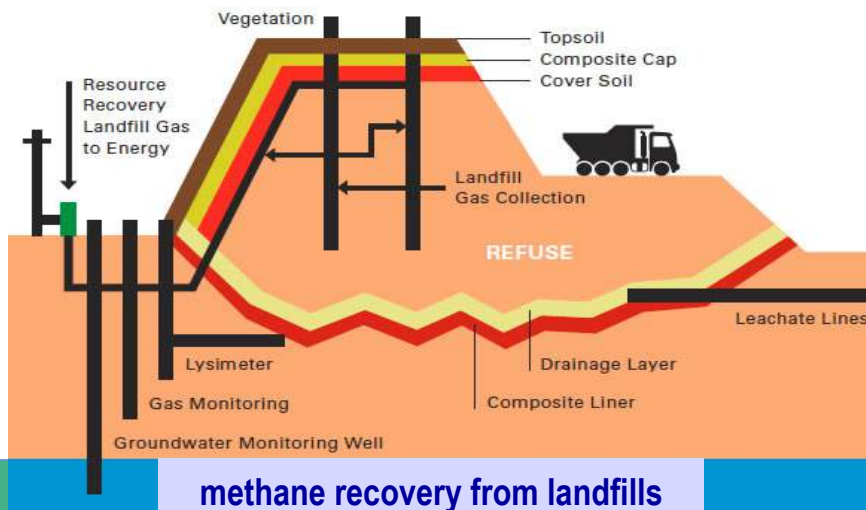 Vegetation
Topsoil
Composite Cap
Cover Soil
Resource
Recovery
Landfill Gas
to Energy
Landfill
Gas Collection
REFUSE
Leachate Lines
Lysimeter
Drainage Layer
Gas Monitoring
Composite Liner
Groundwater Monitoring Well
methane recovery from landfills